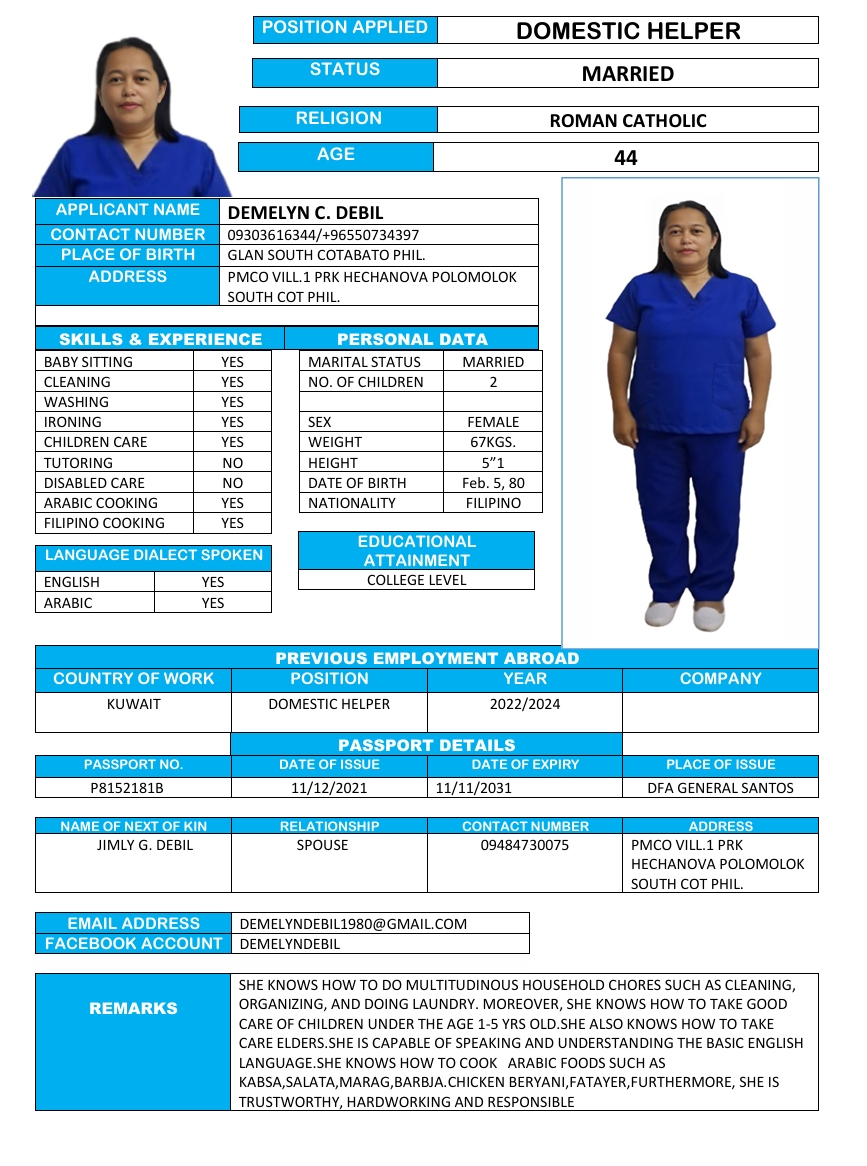 POSITION APPLIED DOMESTIC HELPER
STATUS MARRIED
RELIGION ROMAN CATHOLIC
AGE 44
APPLICANT NAME DEMELYN C. DEBIL
CONTACT NUMBER 09303616344/+96550734397
PLACE OF BIRTH GLAN SOUTH COTABATO PHIL.
ADDRESS PMCO VILL.1 PRK HECHANOVA POLOMOLOK
SOUTH COT PHIL.
SKILLS & EXPERIENCE PERSONAL DATA
BABY SITTING YES MARITAL STATUS MARRIED
CLEANING YES NO. OF CHILDREN 2
WASHING YES
IRONING YES SEX FEMALE
CHILDREN CARE YES WEIGHT 67KGS.
TUTORING NO HEIGHT 5”1
DISABLED CARE NO DATE OF BIRTH Feb. 5, 80
ARABIC COOKING YES NATIONALITY FILIPINO
FILIPINO COOKING YES
EDUCATIONAL
ATTAINMENT
COLLEGE LEVEL
LANGUAGE DIALECT SPOKEN
ENGLISH YES
ARABIC YES
PREVIOUS EMPLOYMENT ABROAD
COUNTRY OF WORK POSITION YEAR COMPANY
KUWAIT DOMESTIC HELPER 2022/2024
PASSPORT DETAILS
PASSPORT NO. DATE OF ISSUE DATE OF EXPIRY PLACE OF ISSUE
P8152181B 11/12/2021 11/11/2031 DFA GENERAL SANTOS
NAME OF NEXT OF KIN RELATIONSHIP CONTACT NUMBER ADDRESS
JIMLY G. DEBIL SPOUSE 09484730075 PMCO VILL.1 PRK
HECHANOVA POLOMOLOK
SOUTH COT PHIL.
EMAIL ADDRESS DEMELYNDEBIL1980@GMAIL.COM
FACEBOOK ACCOUNT DEMELYNDEBIL
REMARKS
SHE KNOWS HOW TO DO MULTITUDINOUS HOUSEHOLD CHORES SUCH AS CLEANING,
ORGANIZING, AND DOING LAUNDRY. MOREOVER, SHE KNOWS HOW TO TAKE GOOD
CARE OF CHILDREN UNDER THE AGE 1-5 YRS OLD.SHE ALSO KNOWS HOW TO TAKE
CARE ELDERS.SHE IS CAPABLE OF SPEAKING AND UNDERSTANDING THE BASIC ENGLISH
LANGUAGE.SHE KNOWS HOW TO COOK ARABIC FOODS SUCH AS
KABSA,SALATA,MARAG,BARBJA.CHICKEN BERYANI,FATAYER,FURTHERMORE, SHE IS
TRUSTWORTHY, HARDWORKING AND RESPONSIBLE